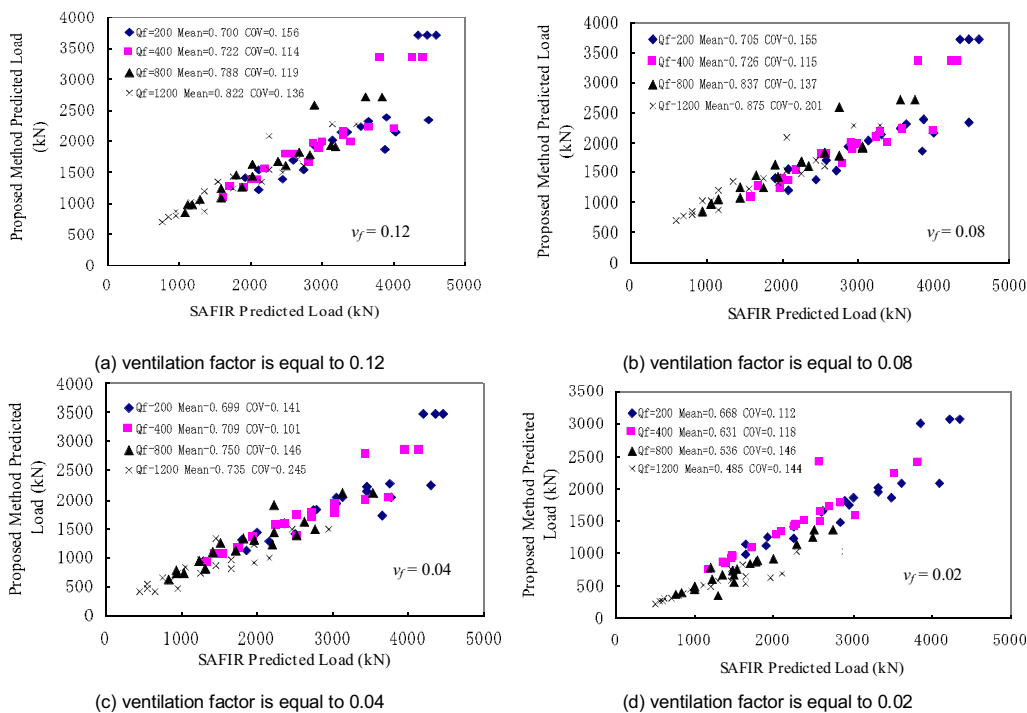 4000
3500
3000
2500
2000
1500
1000
500
0
Proposed Method Predicted Load
(kN)
Qf=200 Mean=0.700 COV=0.156
Qf=400 Mean=0.722 COV=0.114
Qf=800 Mean=0.788 COV=0.119
Qf=1200 Mean=0.822 COV=0.136
vf = 0.12
0 1000 2000 3000 4000 5000
SAFIR Predicted Load (kN)
(a) ventilation factor is equal to 0.12
4000
3500
3000
2500
2000
1500
1000
500
0
Proposed Method Predicted Load
(kN)
Qf-200 Mean-0.705 COV-0.155
Qf-400 Mean-0.726 COV-0.115
Qf-800 Mean-0.837 COV-0.137
Qf-1200 Mean-0.875 COV-0.201
vf = 0.08
0 1000 2000 3000 4000 5000
SAFIR Predicted Load (kN)
(b) ventilation factor is equal to 0.08
4000
3500
3000
2500
2000
1500
1000
500
0
Proposed Method Predicted
Load (kN)
Qf-200 Mean-0.699 COV-0.141
Qf-400 Mean-0.709 COV-0.101
Qf-800 Mean-0.750 COV-0.146
Qf-1200 Mean-0.735 COV-0.245
vf = 0.04
0 1000 2000 3000 4000 5000
SAFIR Predicted Load (kN)
(c) ventilation factor is equal to 0.04
4000
3500
3000
2500
2000
1500
1000
500
0
Proposed Method Predicted
Load (kN)
Qf=200 Mean=0.668 COV=0.112
Qf=400 Mean=0.631 COV=0.118
Qf=800 Mean=0.536 COV=0.146
Qf=1200 Mean=0.485 COV=0.144
vf = 0.02
0 1000 2000 3000 4000 5000
SAFIR Predicted Load (kN)
(d) ventilation factor is equal to 0.02